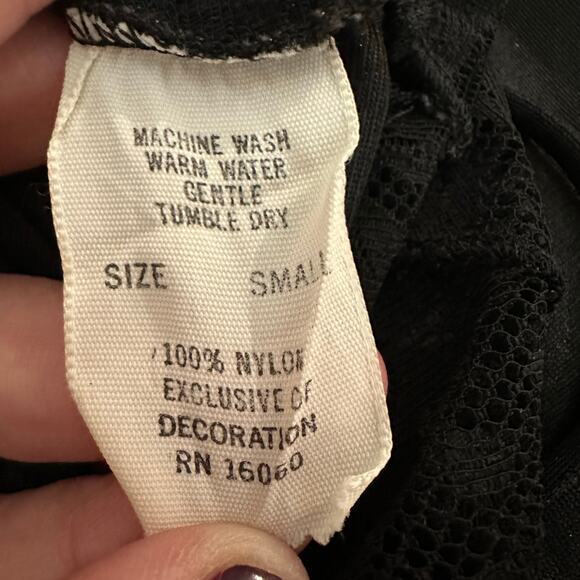 MACHINE WASH
WARM WATER
GENTLE
TUMBLE DRY
SIZE SMALL
100% NYLON
EXCLUSIVE OF
DECORATION
RN 16060